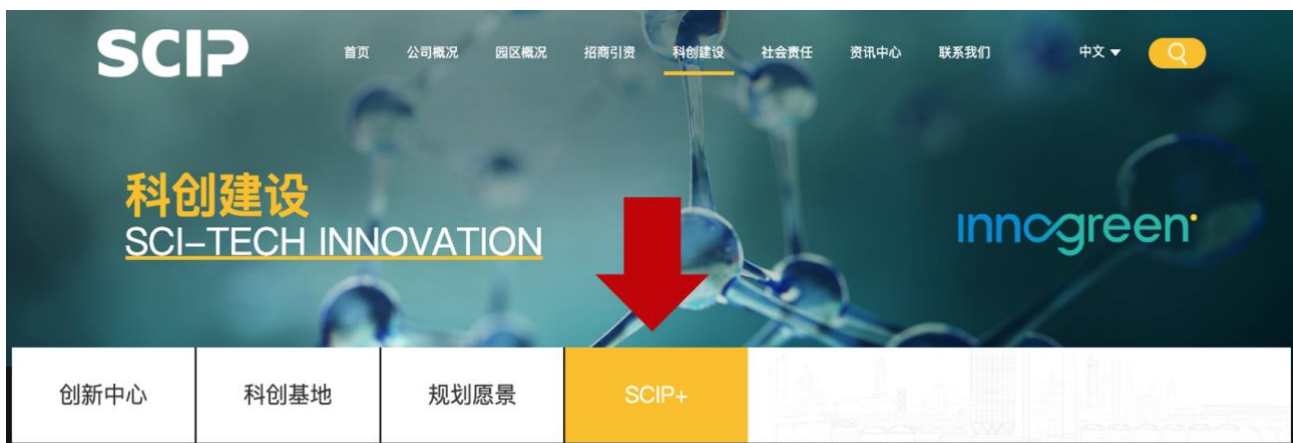 SCIP
首页 公司概况 园区概况 招商引资 科创建设 社会责任 资讯中心 联系我们 中文
科创建设
SCI-TECH INNOVATION
innogreen
创新中心 科创基地 规划愿景 SCIP+